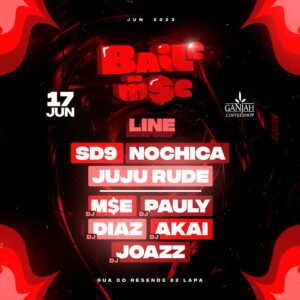 JUN 2023
BAILE
DO
M$C
17
JUN
GANJAH
COFFEESHOP
LINE
SD9 NOCHICA
JUJU RUDE
DJ M$E DJ PAULY
DJ DIAZ DJ AKAI
DJ JOAZZ
RUA DO RESENDE 82 LAPA